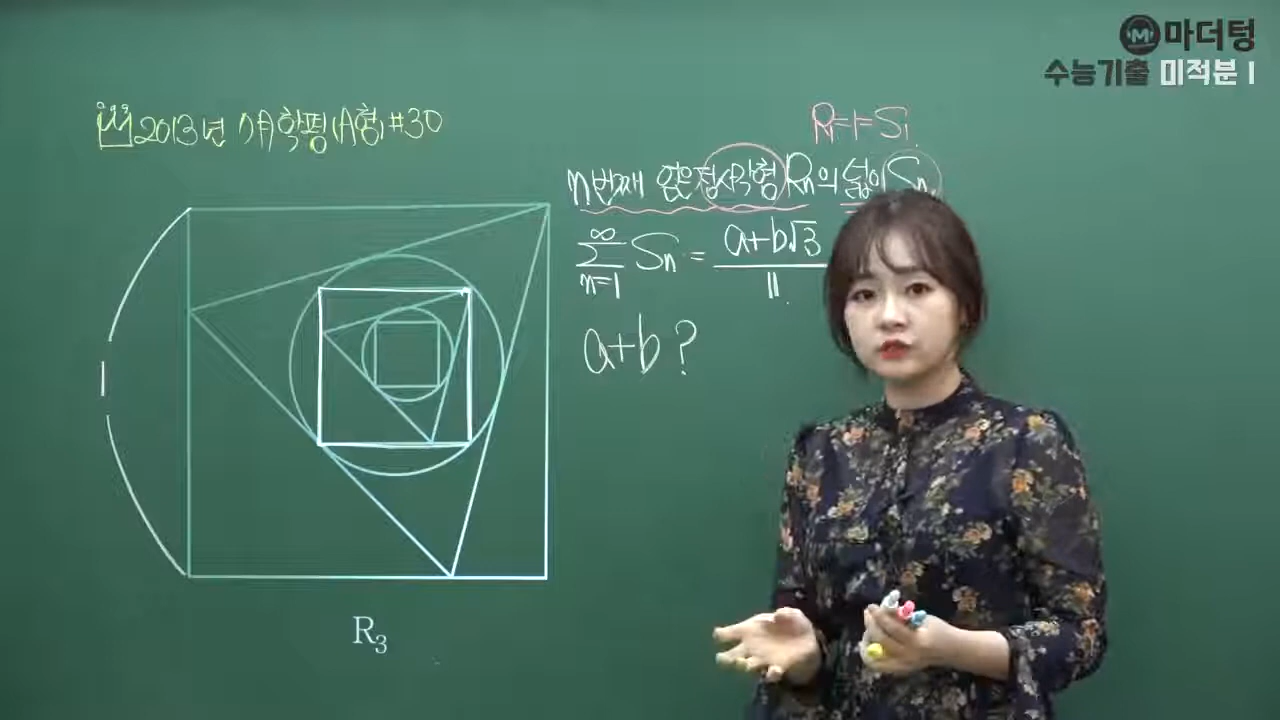 마더텅
수능기출 미적분 I
2013년 7月학평(A형)#30
R₁=1=S₁
n번째 얻은 정사각형 Rn의 넓이 Sn
∞
Σ Sn = a+b√3
n=1 11
a+b?
1
R₃